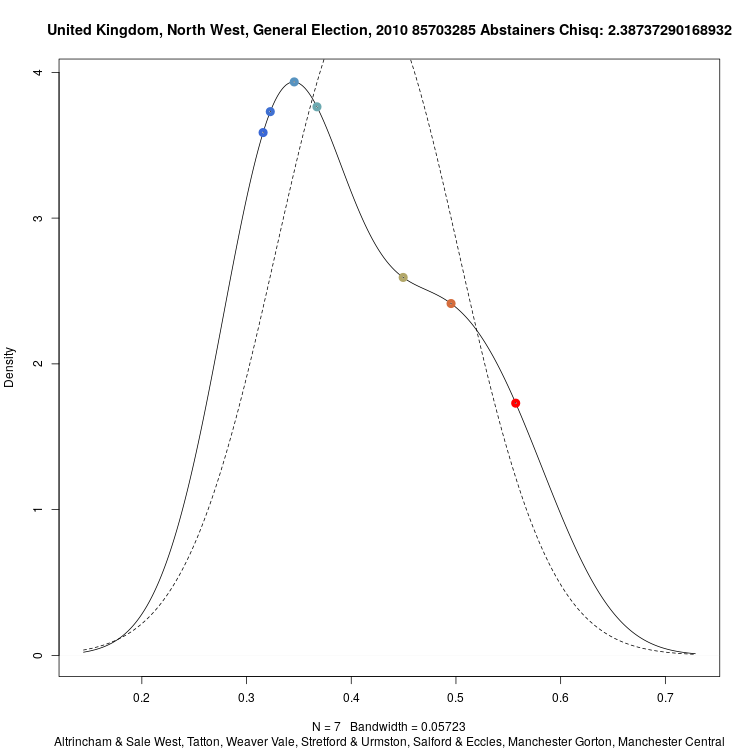 United Kingdom, North West, General Election, 2010 85703285 Abstainers Chisq: 2.38737290168932
4
3
2
1
0
Density
0.2 0.3 0.4 0.5 0.6 0.7
N = 7 Bandwidth = 0.05723
Altrincham & Sale West, Tatton, Weaver Vale, Stretford & Urmston, Salford & Eccles, Manchester Gorton, Manchester Central